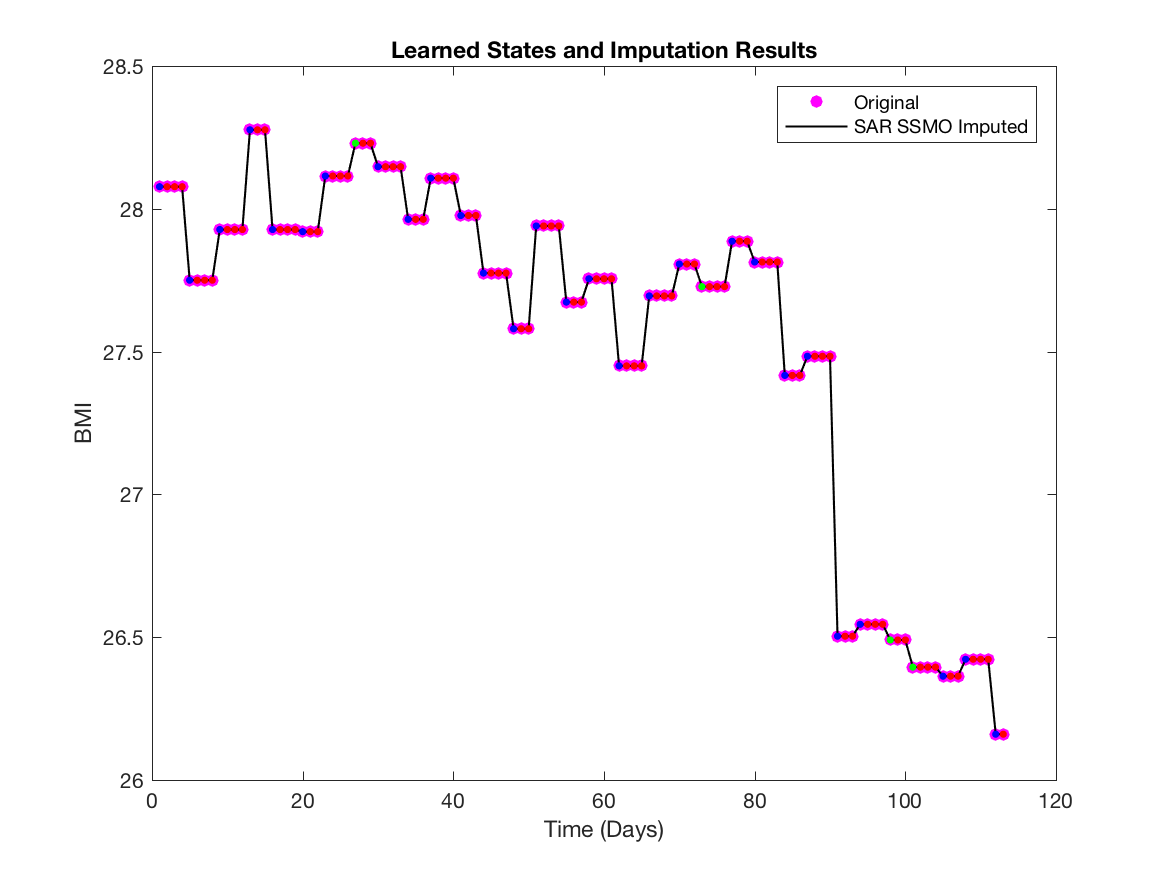 Learned States and Imputation Results
28.5
Original
SAR SSMO Imputed
28
27.5
BMI
27
26.5
26
0 20 40 60 80 100 120
Time (Days)